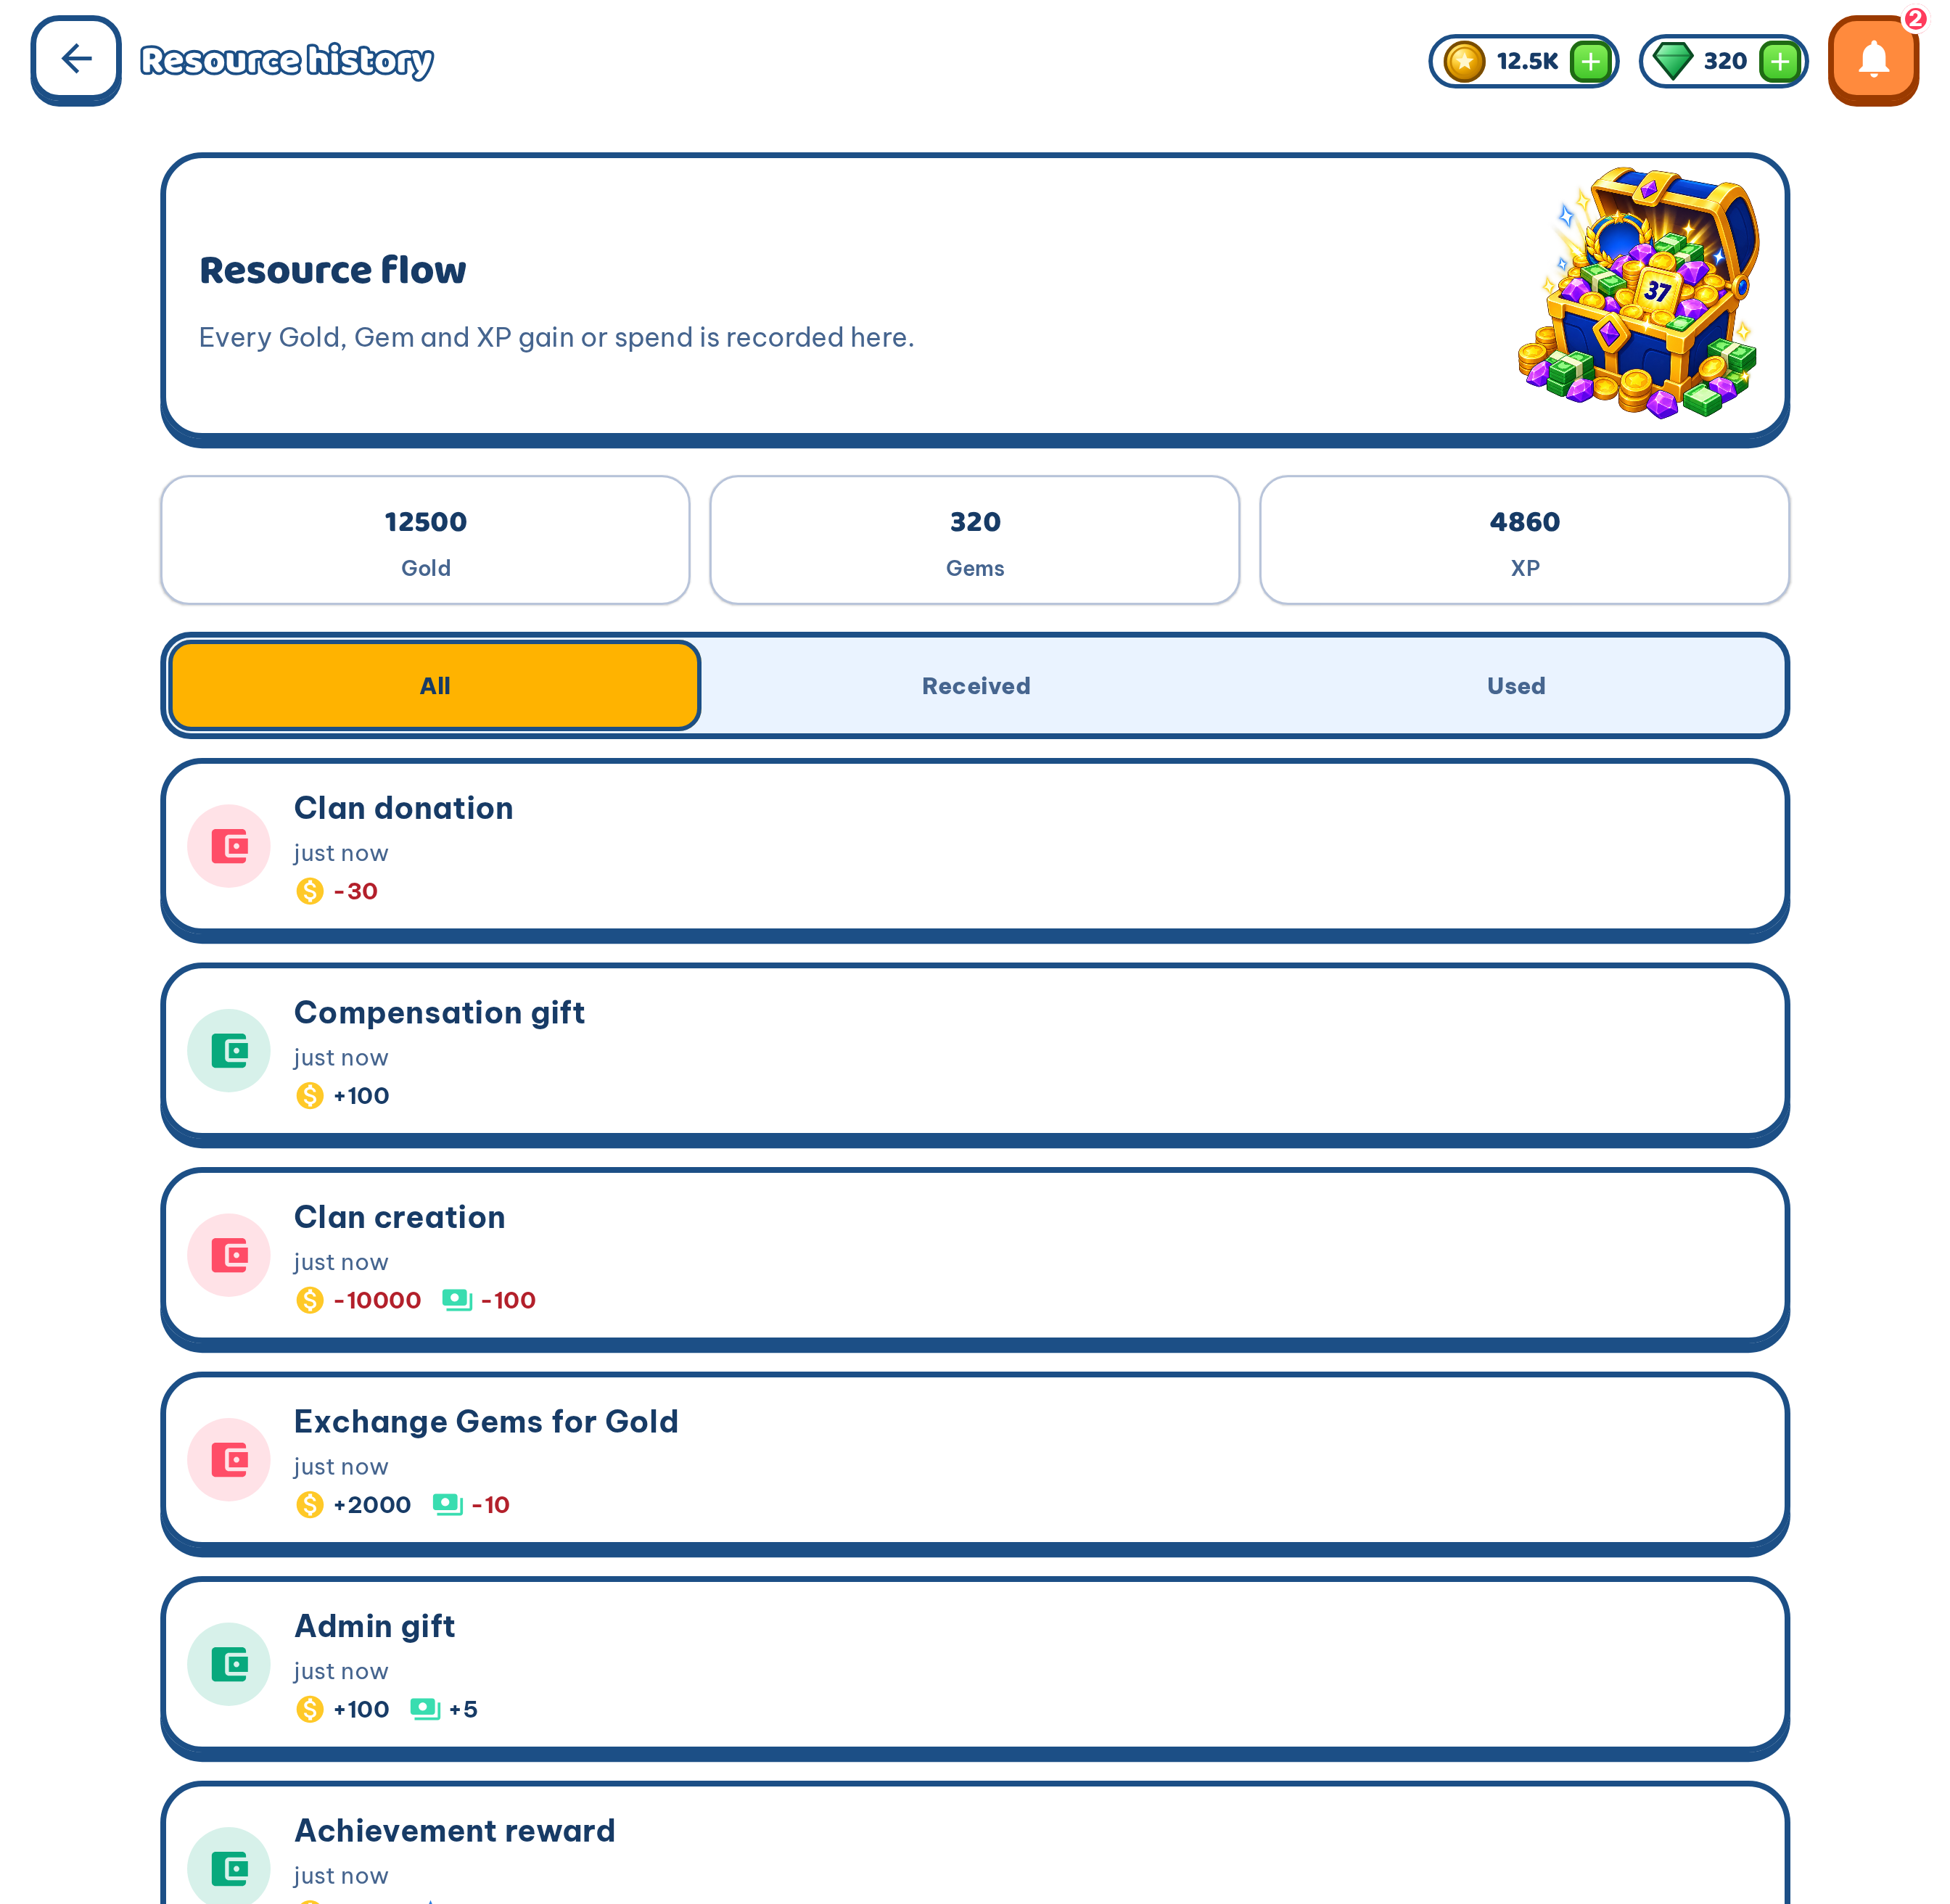 Resource history
12.5K
320
2
Resource flow
Every Gold, Gem and XP gain or spend is recorded here.
37
12500
Gold
320
Gems
4860
XP
All
Received
Used
Clan donation
just now
-30
Compensation gift
just now
+100
Clan creation
just now
-10000 -100
Exchange Gems for Gold
just now
+2000 -10
Admin gift
just now
+100 +5
Achievement reward
just now